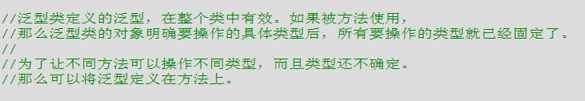 //泛型类定义的泛型，在整个类中有效。如果被方法使用，
//那么泛型类的对象明确要操作的具体类型后，所有要操作的类型就已经固定了。
//
//为了让不同方法可以操作不同类型，而且类型还不确定。
//那么可以将泛型定义在方法上。